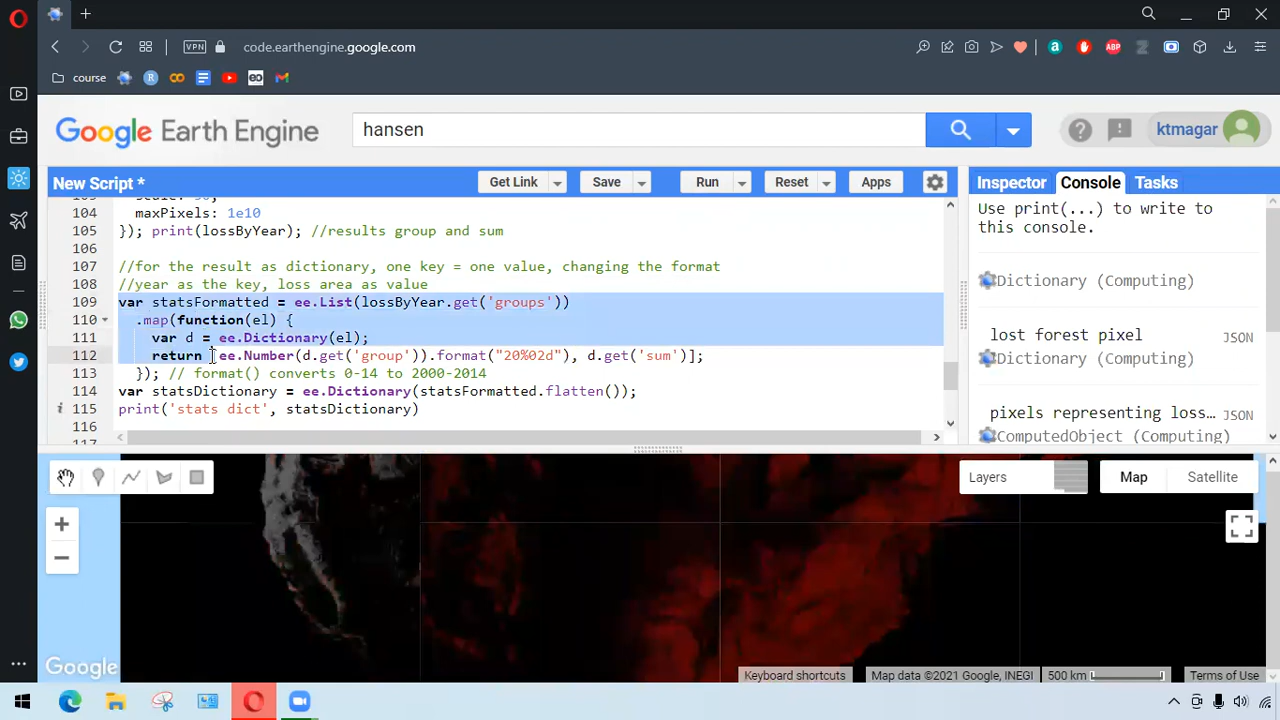 VPN
code.earthengine.google.com
ABP
course
Google Earth Engine
hansen
ktmagar
New Script *
Get Link
Save
Run
Reset
Apps
Inspector
Console
Tasks
104 maxPixels: 1e10
105 }); print(lossByYear); //results group and sum
106
107 //for the result as dictionary, one key = one value, changing the format
108 //year as the key, loss area as value
109 var statsFormatted = ee.List(lossByYear.get('groups'))
110 .map(function(el) {
111 var d = ee.Dictionary(el);
112 return [ee.Number(d.get('group')).format("20%02d"), d.get('sum')];
113 }); // format() converts 0-14 to 2000-2014
114 var statsDictionary = ee.Dictionary(statsFormatted.flatten());
115 print('stats dict', statsDictionary)
116
Use print(...) to write to
this console.
Dictionary (Computing)
lost forest pixel
Dictionary (Computing)
pixels representing loss… JSON
ComputedObject (Computing)
JSON
Layers
Map
Satellite
Google
Keyboard shortcuts
Map data ©2021 Google, INEGI
500 km
Terms of Use